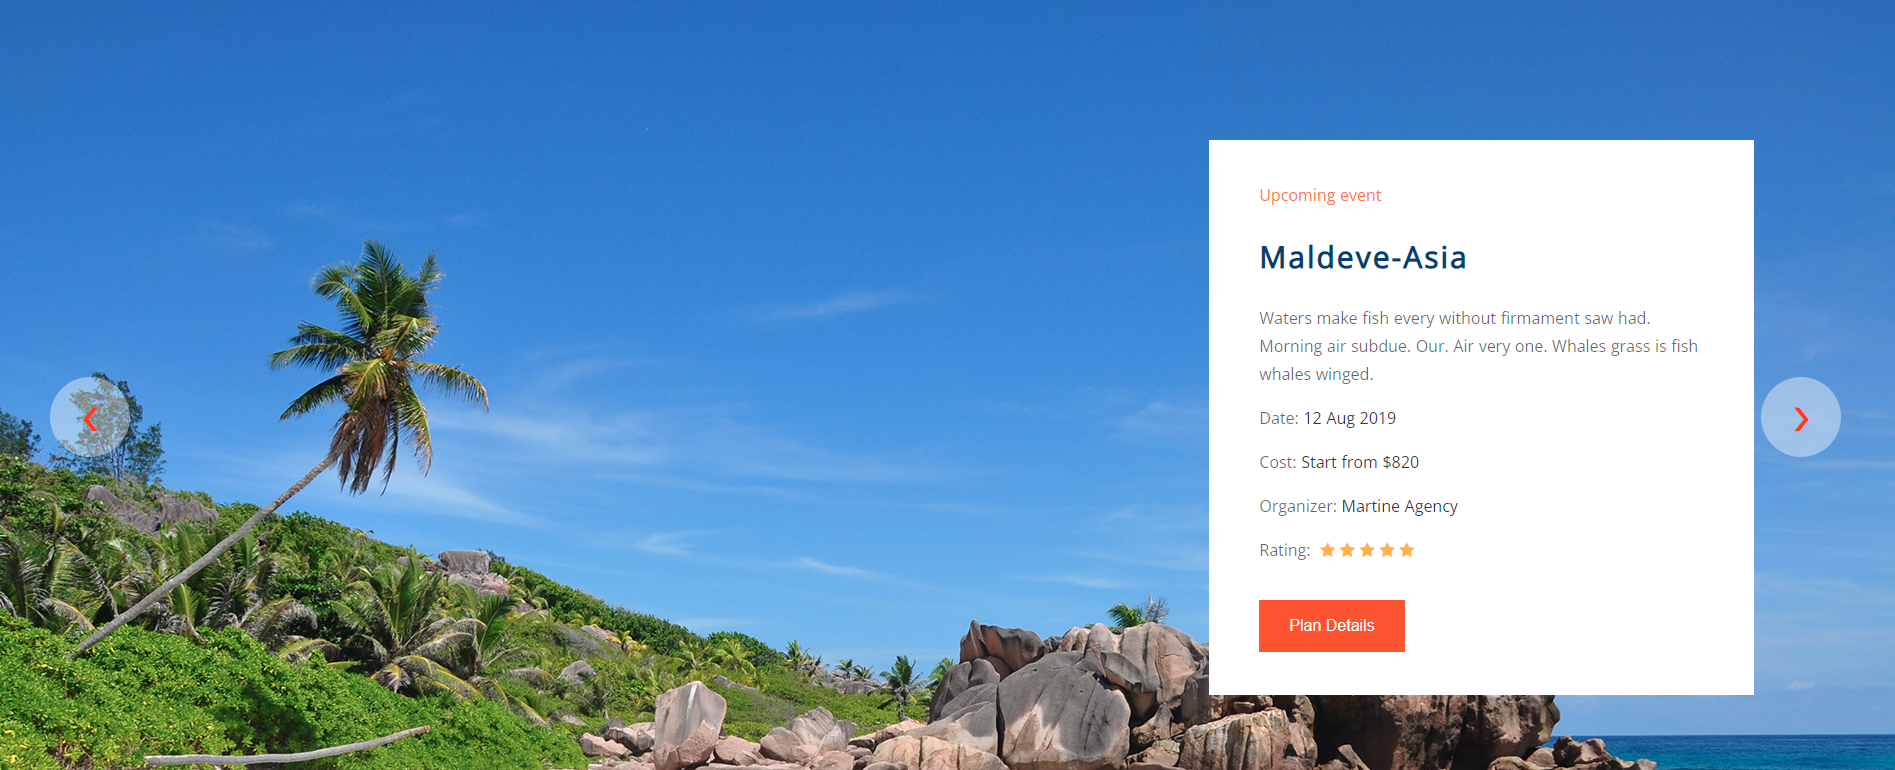 Upcoming event
Maldeve-Asia
Waters make fish every without firmament saw had.
Morning air subdue. Our. Air very one. Whales grass is fish
whales winged.
Date: 12 Aug 2019
Cost: Start from $820
Organizer: Martine Agency
Rating:
Plan Details